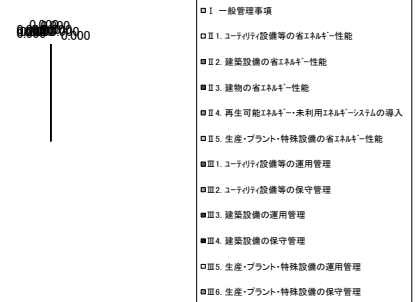 0.000
0.000
0.000
Ⅰ 一般管理事項
Ⅱ1. ユーティリティ設備等の省エネルギー性能
Ⅱ2. 建築設備の省エネルギー性能
Ⅱ3. 建物の省エネルギー性能
Ⅱ4. 再生可能エネルギー・未利用エネルギーシステムの導入
Ⅱ5. 生産・プラント・特殊設備の省エネルギー性能
Ⅲ1. ユーティリティ設備等の運用管理
Ⅲ2. ユーティリティ設備等の保守管理
Ⅲ3. 建築設備の運用管理
Ⅲ4. 建築設備の保守管理
Ⅲ5. 生産・プラント・特殊設備の運用管理
Ⅲ6. 生産・プラント・特殊設備の保守管理